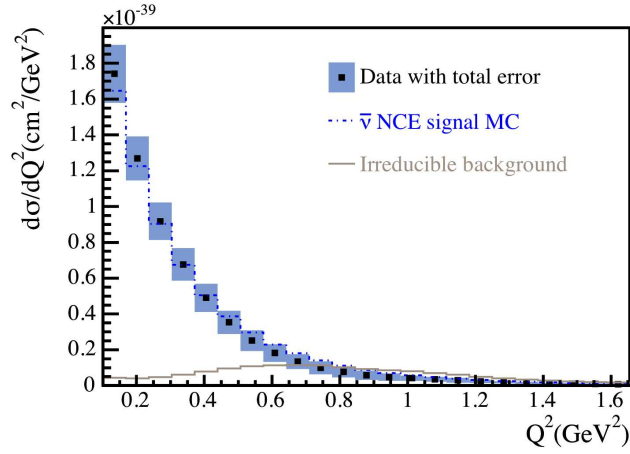 ×10⁻³⁹
dσ/dQ²(cm²/GeV²)
1.8
1.6
1.4
1.2
1
0.8
0.6
0.4
0.2
0
Data with total error
ν̅ NCE signal MC
Irreducible background
0.2 0.4 0.6 0.8 1 1.2 1.4 1.6
Q²(GeV²)